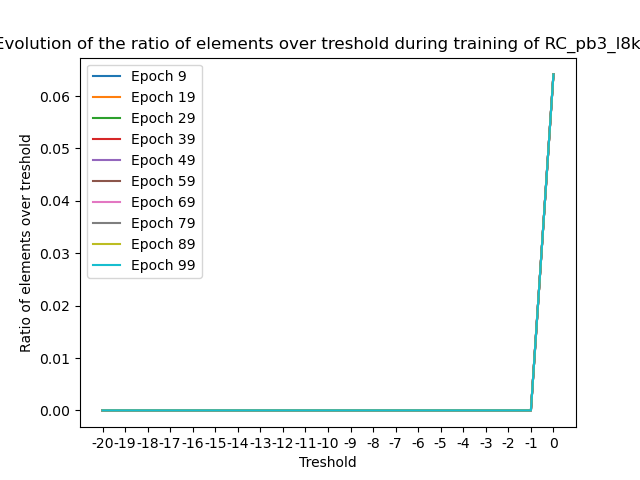 Evolution of the ratio of elements over treshold during training of RC_pb3_l8k
Epoch 9
Epoch 19
Epoch 29
Epoch 39
Epoch 49
Epoch 59
Epoch 69
Epoch 79
Epoch 89
Epoch 99
Ratio of elements over treshold
0.06
0.05
0.04
0.03
0.02
0.01
0.00
-20 -19 -18 -17 -16 -15 -14 -13 -12 -11 -10 -9 -8 -7 -6 -5 -4 -3 -2 -1 0
Treshold